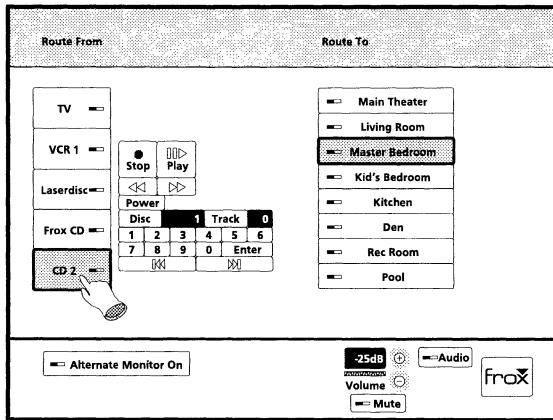 Route From
Route To
TV
VCR 1
Laserdisc
Frox CD
CD 2
Stop Play
Power
Disc 1 Track 0
1 2 3 4 5 6
7 8 9 0 Enter
Main Theater
Living Room
Master Bedroom
Kid's Bedroom
Kitchen
Den
Rec Room
Pool
Alternate Monitor On
-25dB
Volume
Mute
Audio
frox